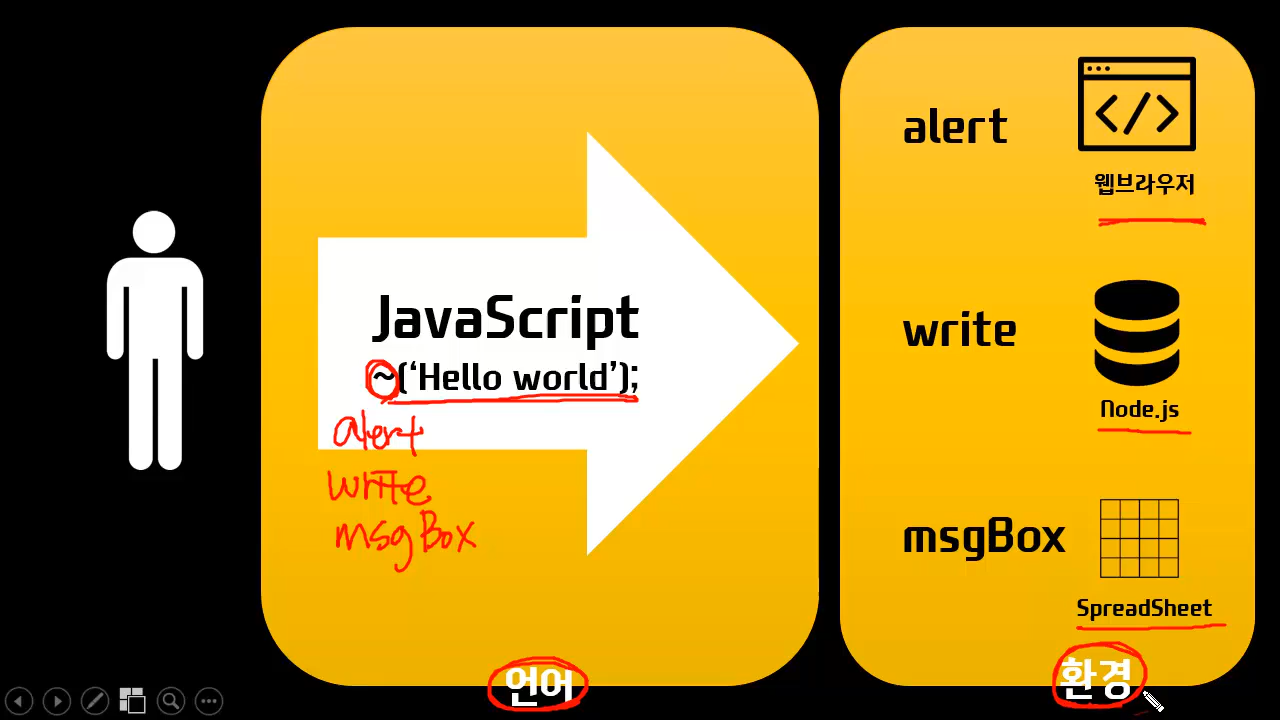 JavaScript
~('Hello world');
alert
write
msgBox
언어
alert
웹브라우저
write
Node.js
msgBox
SpreadSheet
환경